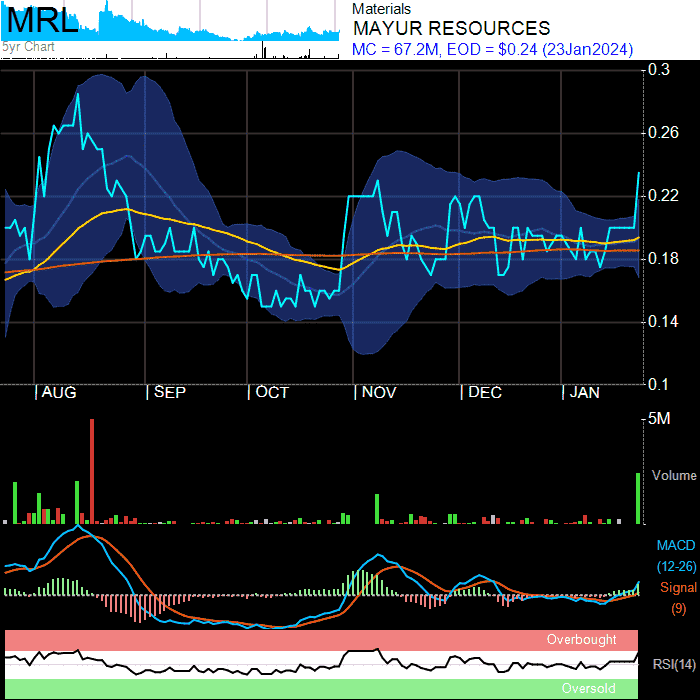 MRL
5yr Chart
Materials
MAYUR RESOURCES
MC = 67.2M, EOD = $0.24 (23Jan2024)
0.3
0.26
0.22
0.18
0.14
0.1
AUG SEP OCT NOV DEC JAN
5M
Volume
MACD
(12-26)
Signal
(9)
Overbought
RSI(14)
Oversold